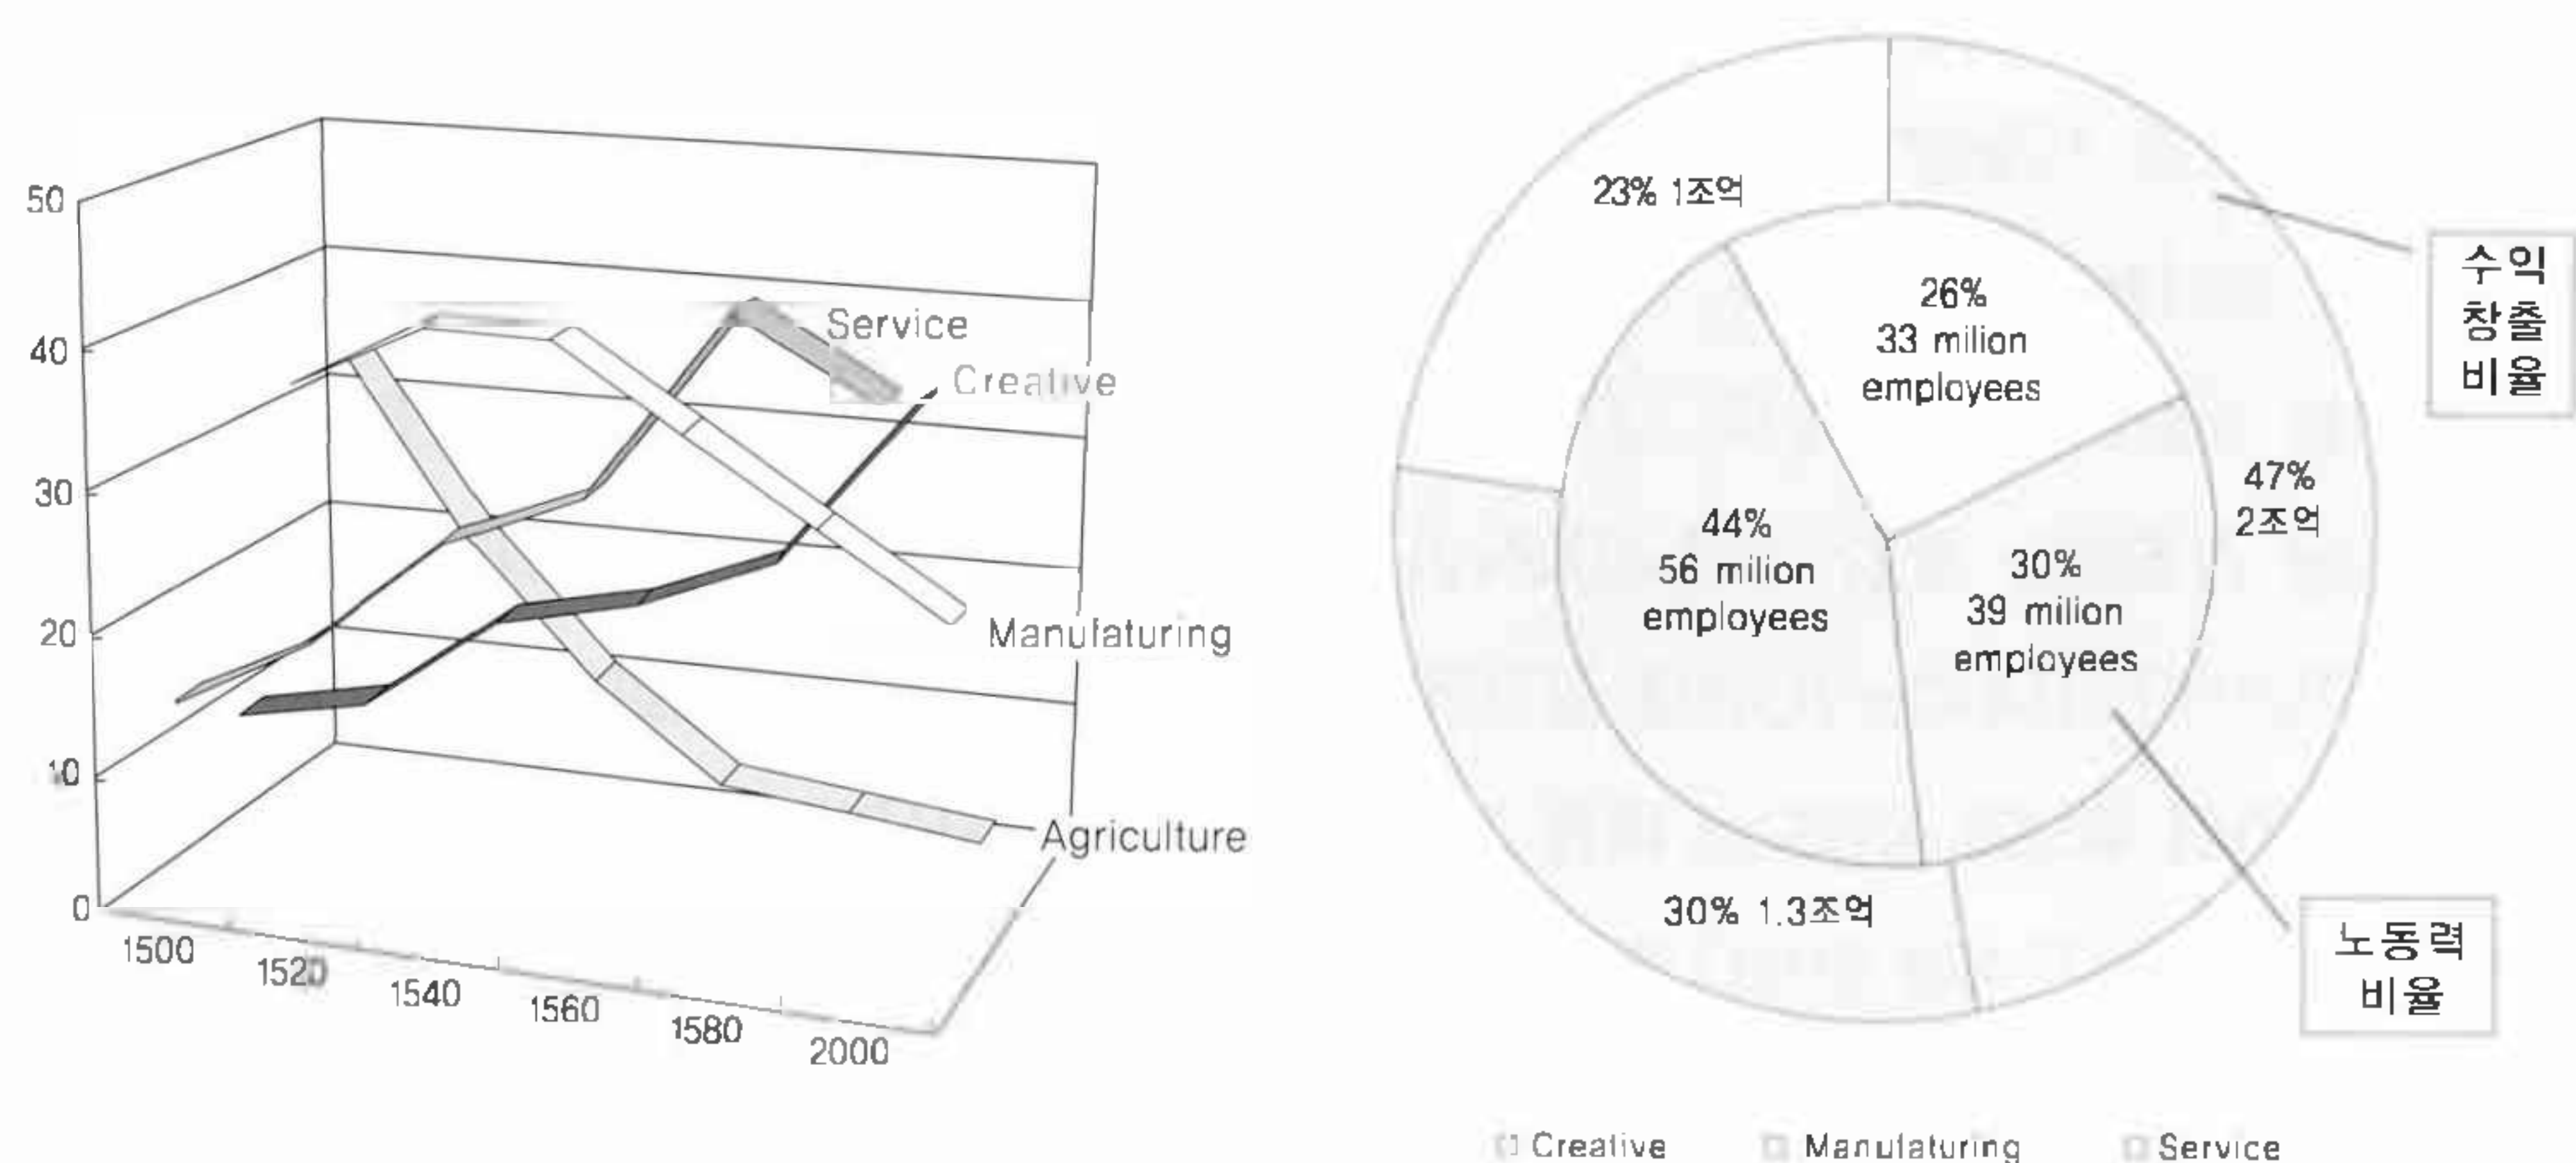 50
40
30
20
10
0
1500
1520
1540
1560
1580
2000
Service
Creative
Manufaturing
Agriculture
23% 1조억
26%
33 milion
employees
수익
창출
비율
47%
2조억
44%
56 milion
employees
30%
39 milion
employees
30% 1.3조억
노동력
비율
Creative
Manufaturing
Service